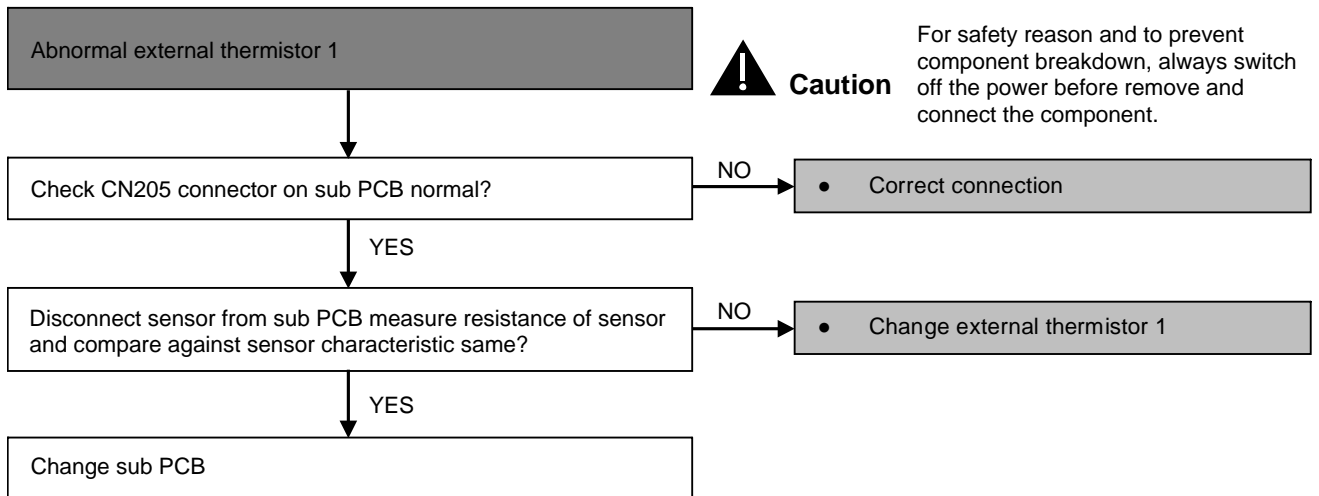 Abnormal external thermistor 1
Caution
For safety reason and to prevent
component breakdown, always switch
off the power before remove and
connect the component.
Check CN205 connector on sub PCB normal?
NO
● Correct connection
YES
Disconnect sensor from sub PCB measure resistance of sensor
and compare against sensor characteristic same?
NO
● Change external thermistor 1
YES
Change sub PCB